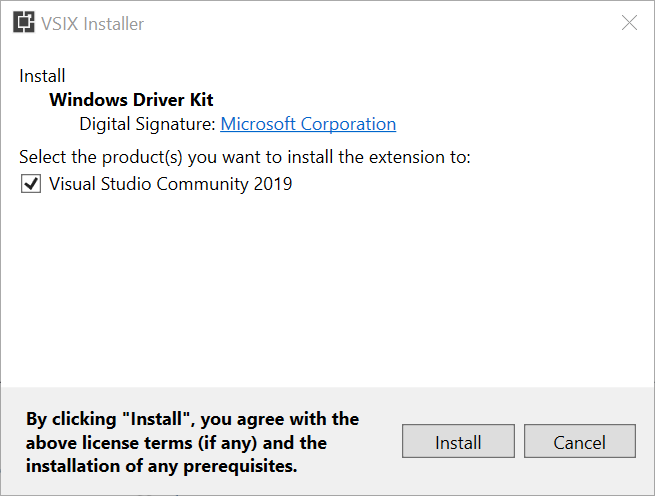 VSIX Installer
Install
Windows Driver Kit
Digital Signature: Microsoft Corporation
Select the product(s) you want to install the extension to:
Visual Studio Community 2019
By clicking "Install", you agree with the
above license terms (if any) and the
installation of any prerequisites.
Install
Cancel